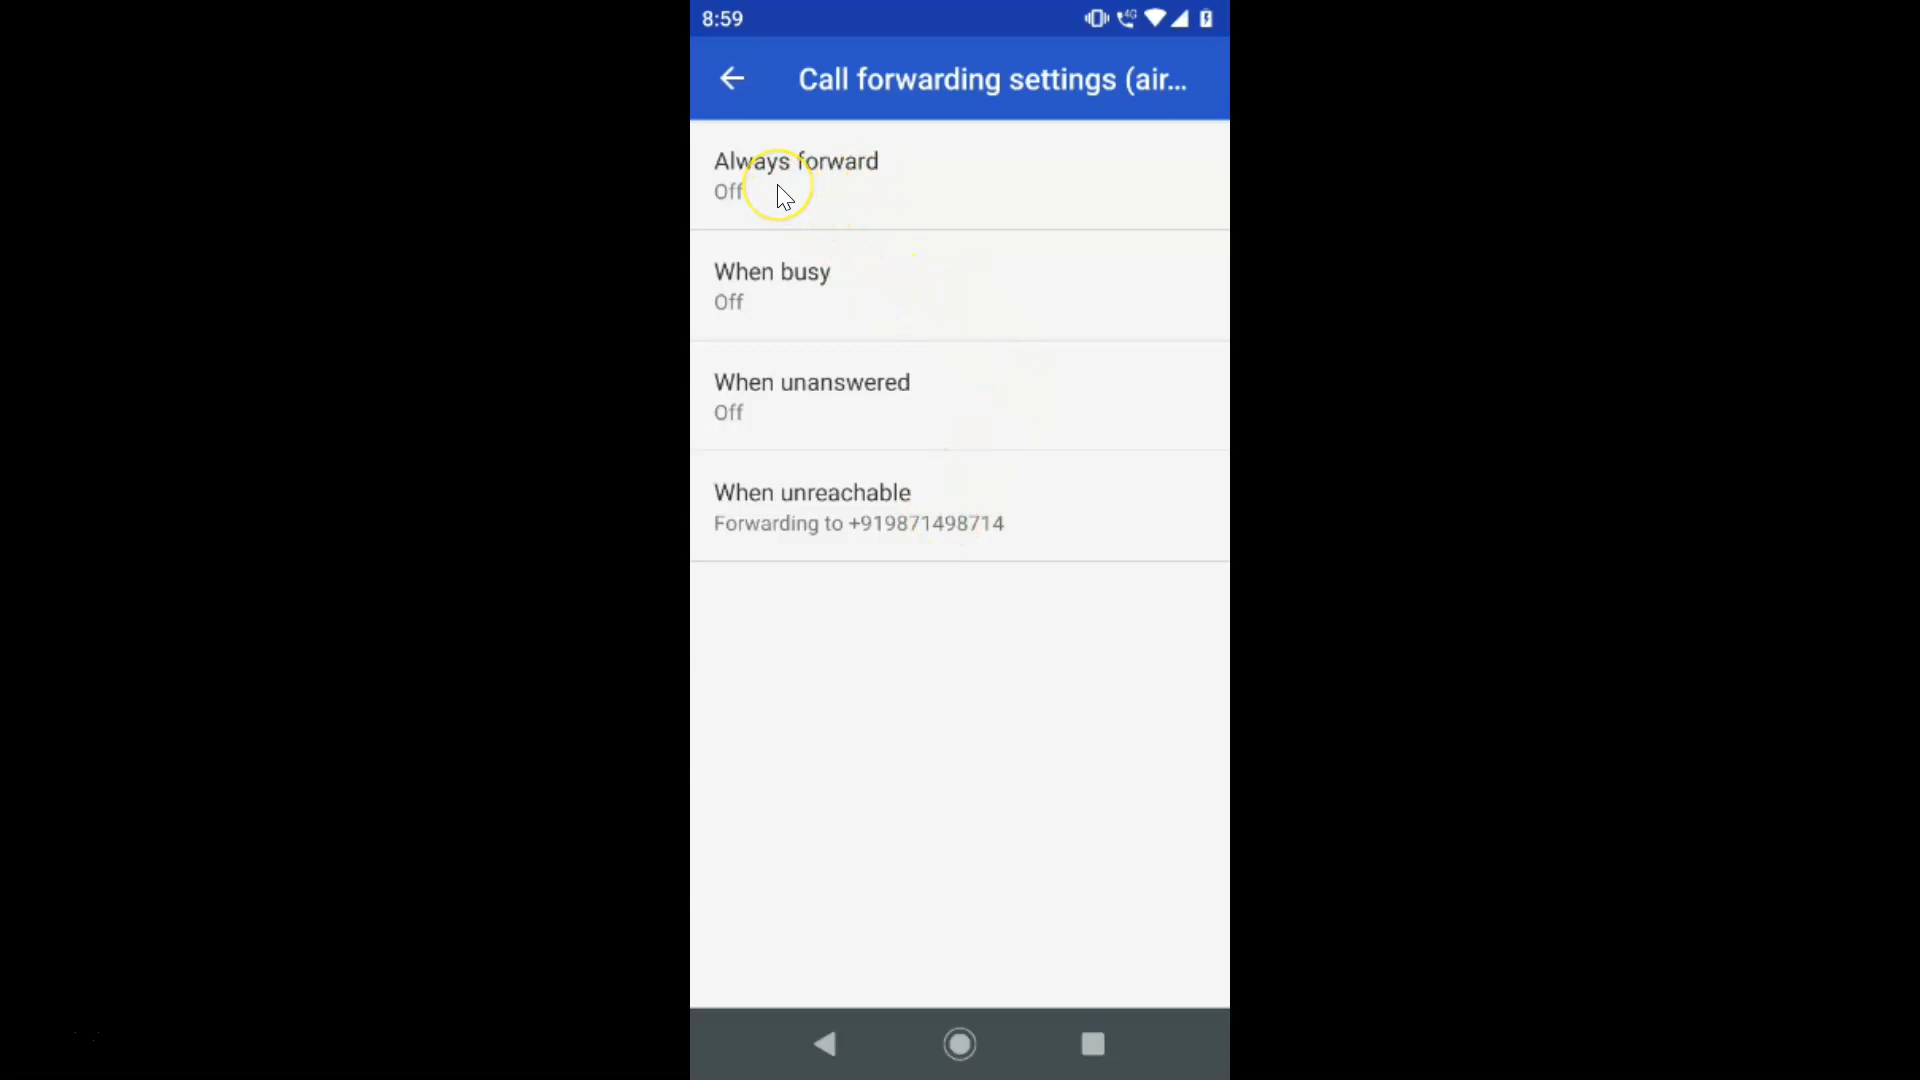 8:59
4G
Call forwarding settings (air...
Always forward
Off
When busy
Off
When unanswered
Off
When unreachable
Forwarding to +919871498714